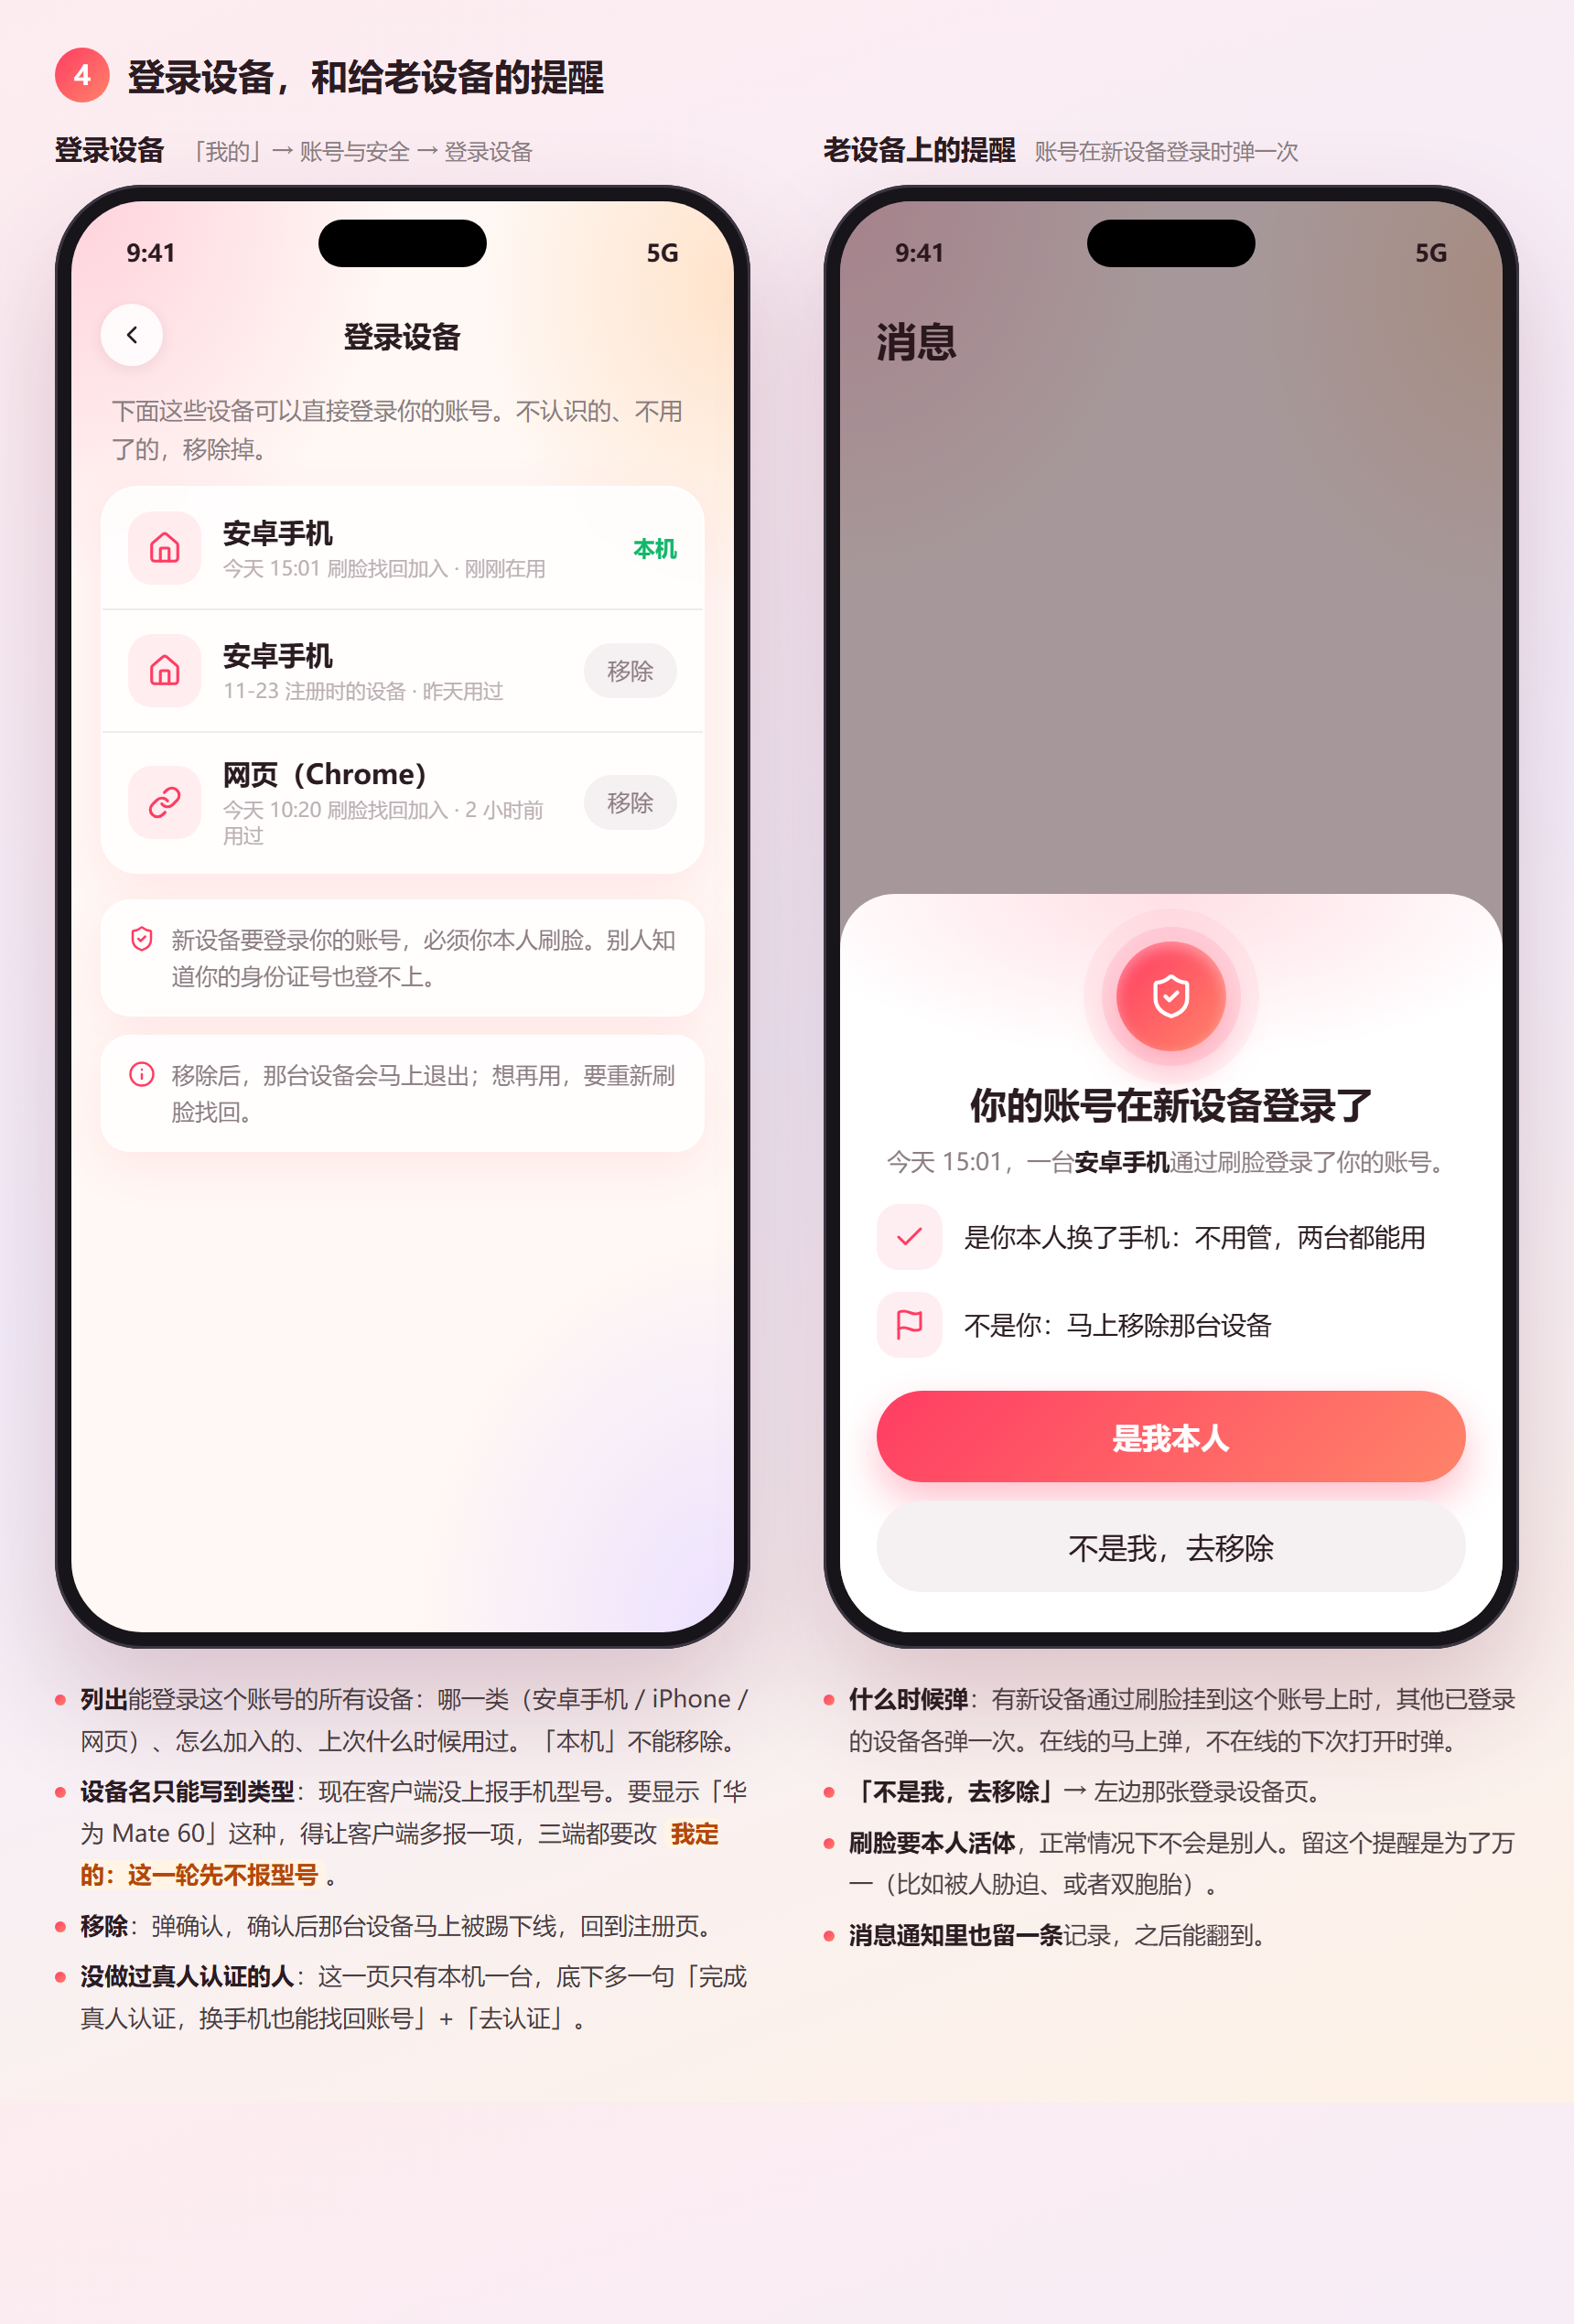 4
登录设备，和给老设备的提醒
登录设备
「我的」→ 账号与安全 → 登录设备
9:41
5G
登录设备
下面这些设备可以直接登录你的账号。不认识的、不用
了的，移除掉。
安卓手机
今天 15:01 刷脸找回加入 · 刚刚在用
本机
安卓手机
11-23 注册时的设备 · 昨天用过
移除
网页（Chrome）
今天 10:20 刷脸找回加入 · 2 小时前
用过
移除
新设备要登录你的账号，必须你本人刷脸。别人知
道你的身份证号也登不上。
移除后，那台设备会马上退出；想再用，要重新刷
脸找回。
列出能登录这个账号的所有设备：哪一类（安卓手机 / iPhone /
网页）、怎么加入的、上次什么时候用过。「本机」不能移除。
设备名只能写到类型：现在客户端没上报手机型号。要显示「华
为 Mate 60」这种，得让客户端多报一项，三端都要改 我定
的：这一轮先不报型号。
移除：弹确认，确认后那台设备马上被踢下线，回到注册页。
没做过真人认证的人：这一页只有本机一台，底下多一句「完成
真人认证，换手机也能找回账号」+「去认证」。
老设备上的提醒
账号在新设备登录时弹一次
9:41
5G
消息
你的账号在新设备登录了
今天 15:01，一台安卓手机通过刷脸登录了你的账号。
是你本人换了手机：不用管，两台都能用
不是你：马上移除那台设备
是我本人
不是我，去移除
什么时候弹：有新设备通过刷脸挂到这个账号上时，其他已登录
的设备各弹一次。在线的马上弹，不在线的下次打开时弹。
「不是我，去移除」→ 左边那张登录设备页。
刷脸要本人活体，正常情况下不会是别人。留这个提醒是为了万
一（比如被人胁迫、或者双胞胎）。
消息通知里也留一条记录，之后能翻到。